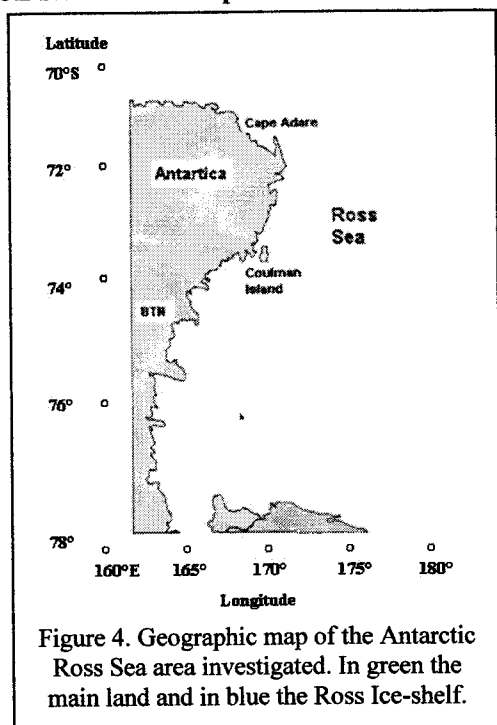 Latitude
70°S
Cape Adare
72°
Antartica
Ross
Sea
Coulman
Island
74°
BTN
76°
78°
160°E 165° 170° 175° 180°
Longitude
Figure 4. Geographic map of the Antarctic
Ross Sea area investigated. In green the
main land and in blue the Ross Ice-shelf.